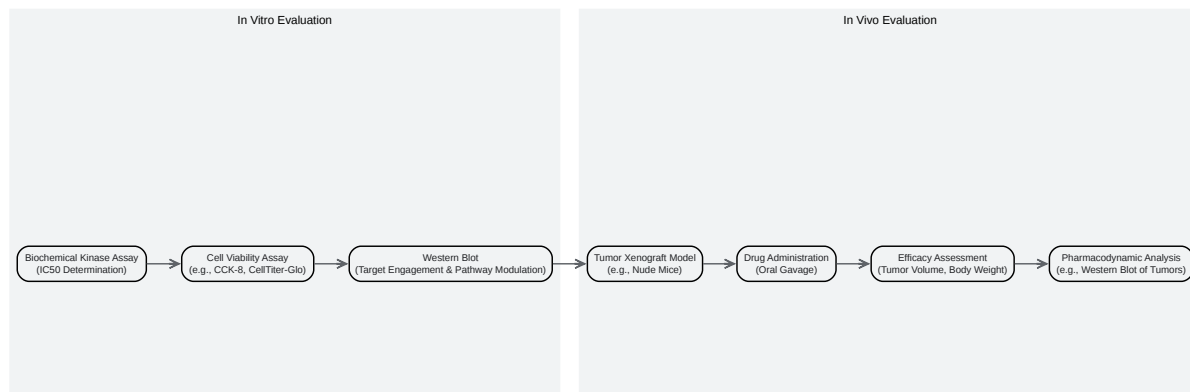 In Vitro Evaluation
In Vivo Evaluation
Biochemical Kinase Assay
(IC50 Determination)
Cell Viability Assay
(e.g., CCK-8, CellTiter-Glo)
Western Blot
(Target Engagement & Pathway Modulation)
Tumor Xenograft Model
(e.g., Nude Mice)
Drug Administration
(Oral Gavage)
Efficacy Assessment
(Tumor Volume, Body Weight)
Pharmacodynamic Analysis
(e.g., Western Blot of Tumors)